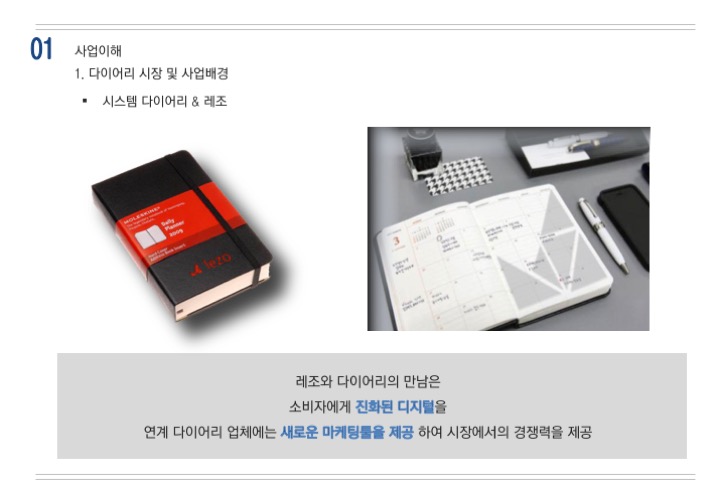 01
사업이해
1. 다이어리 시장 및 사업배경
▪ 시스템 다이어리 & 레조
MOLESKINE®
Daily
Planner
2009
lezo
3
레조와 다이어리의 만남은
소비자에게 진화된 디지털을
연계 다이어리 업체에는 새로운 마케팅툴을 제공 하여 시장에서의 경쟁력을 제공